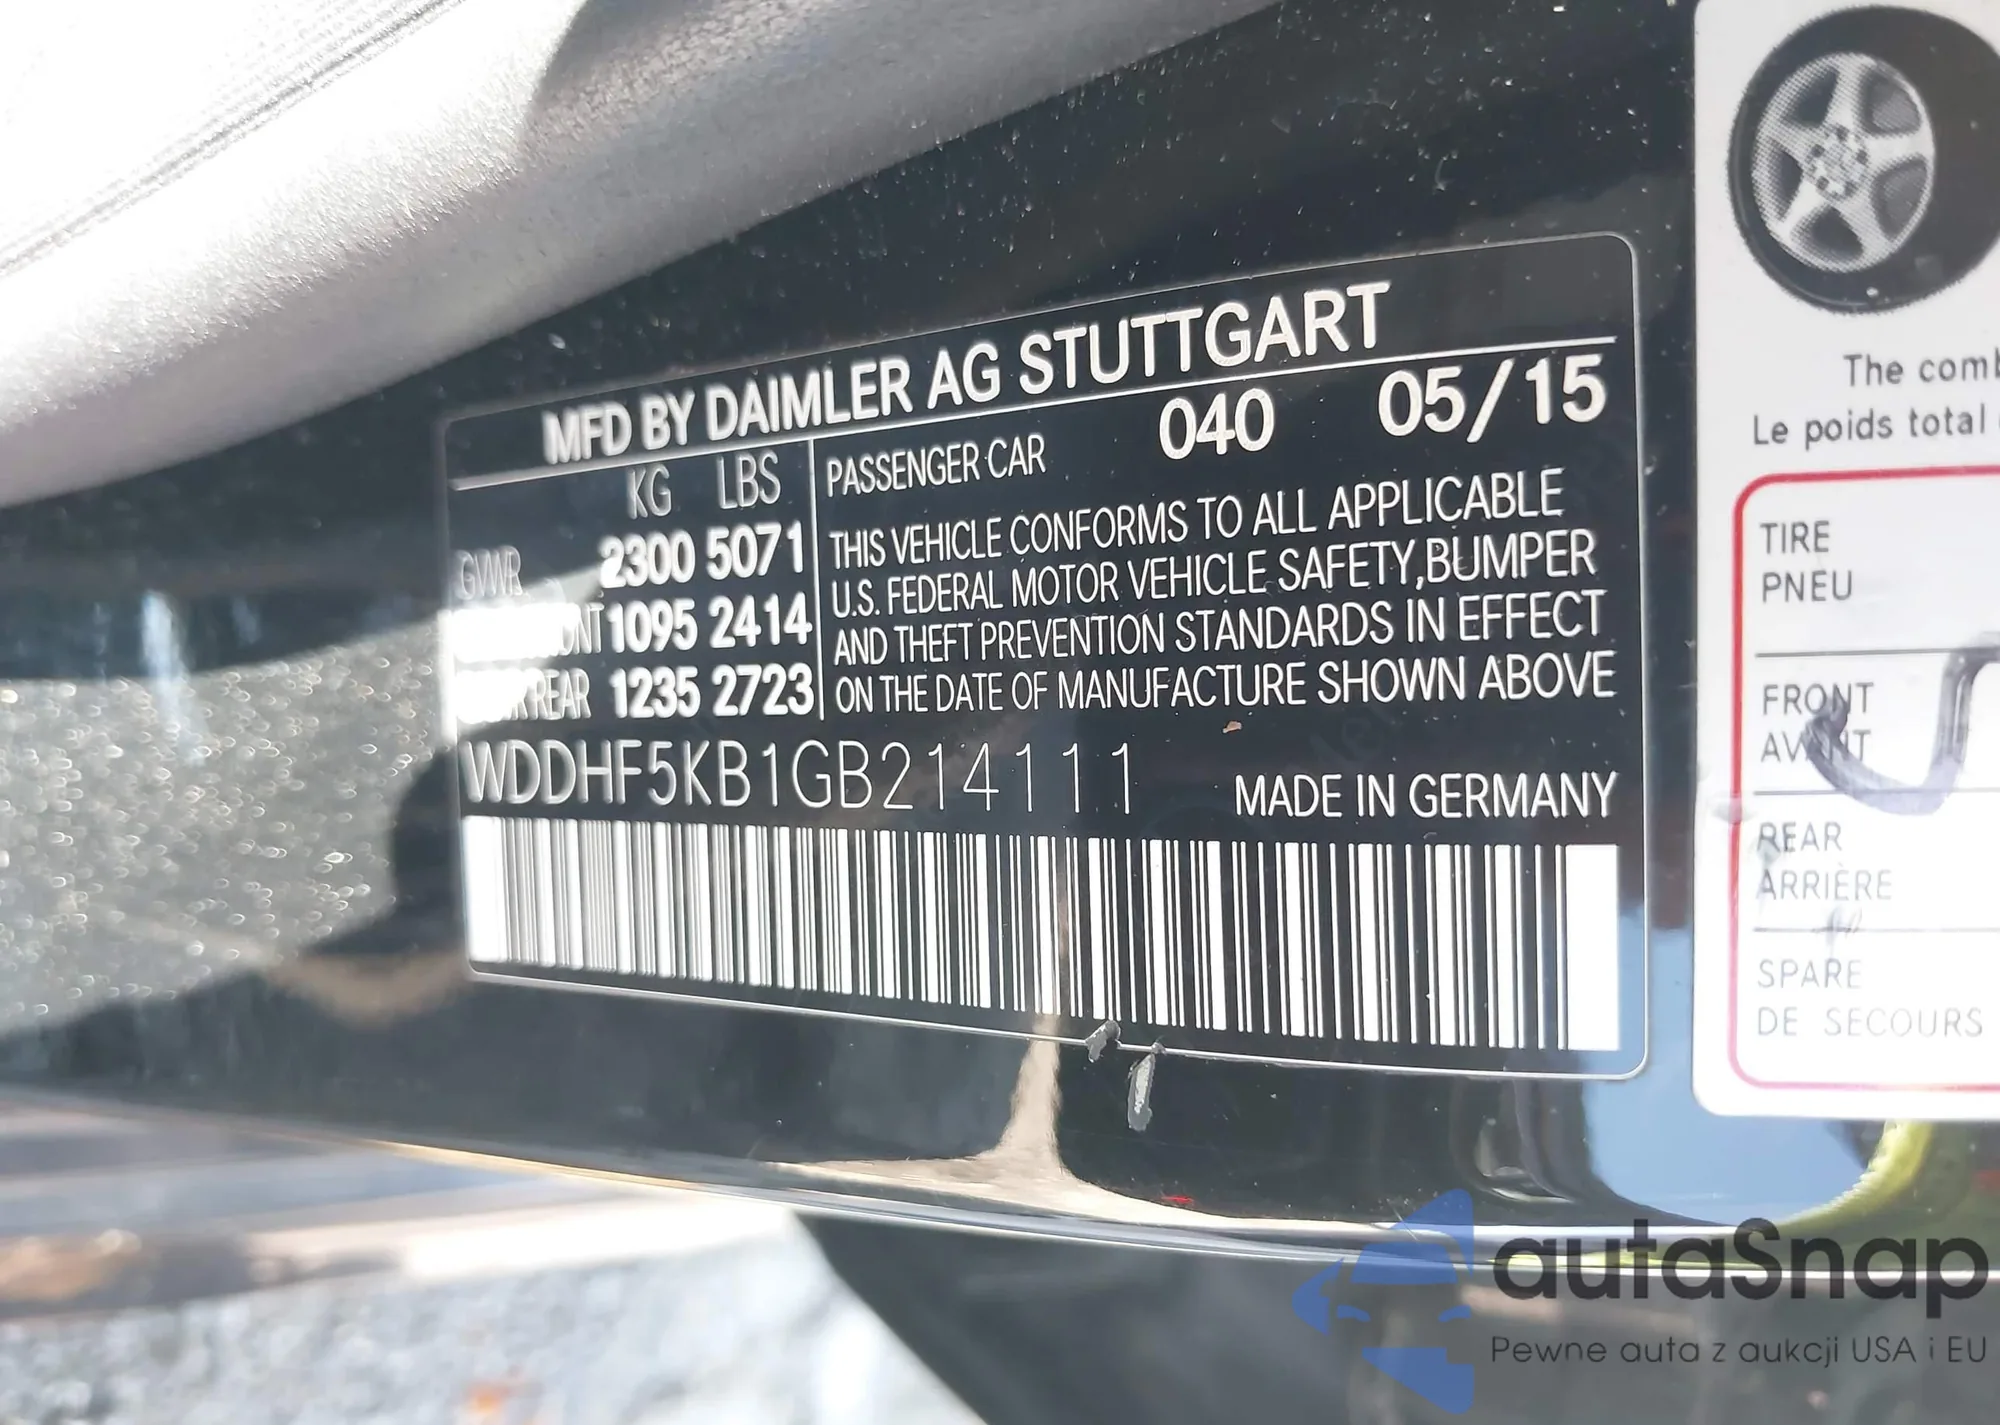 MFD BY DAIMLER AG STUTTGART
KG LBS
GVWR 2300 5071
1095 2414
REAR 1235 2723
PASSENGER CAR 040 05/15
THIS VEHICLE CONFORMS TO ALL APPLICABLE
U.S. FEDERAL MOTOR VEHICLE SAFETY, BUMPER
AND THEFT PREVENTION STANDARDS IN EFFECT
ON THE DATE OF MANUFACTURE SHOWN ABOVE
WDDHF5KB1GB214111
MADE IN GERMANY
The
Le poids total
TIRE
PNEU
FRONT
AVANT
REAR
ARRIÈRE
SPARE
DE SECOURS
autaSnap
Pewne auta z aukcji USA i EU